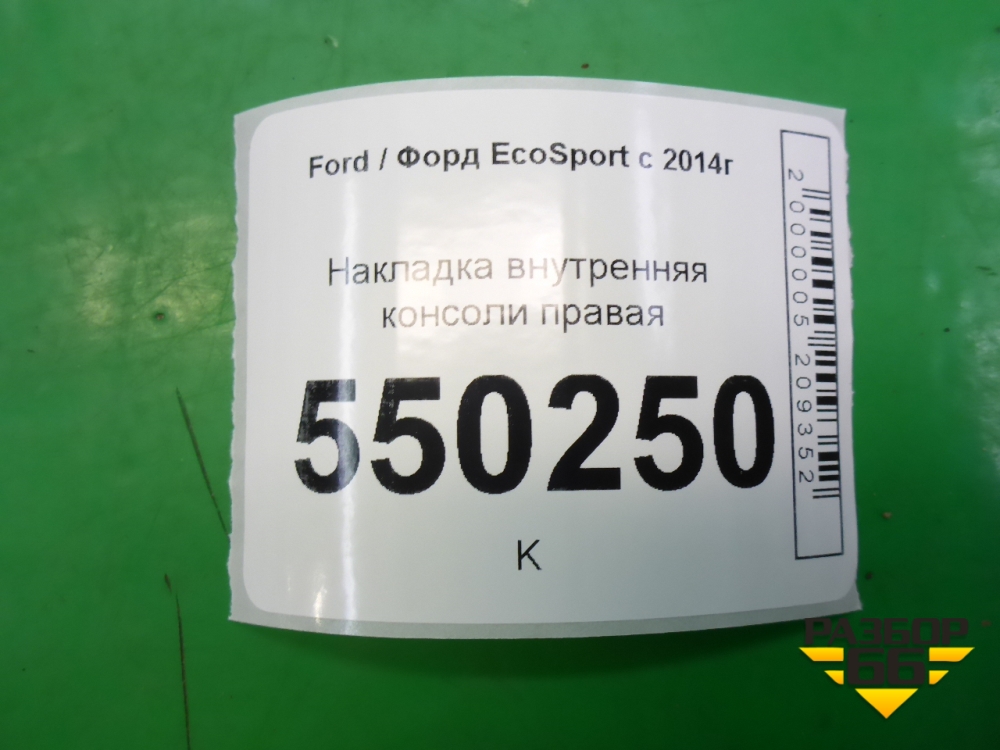 Ford / Форд EcoSport с 2014г
Накладка внутренняя
консоли правая
550250
К
2000005209352
РАЗБОР
66